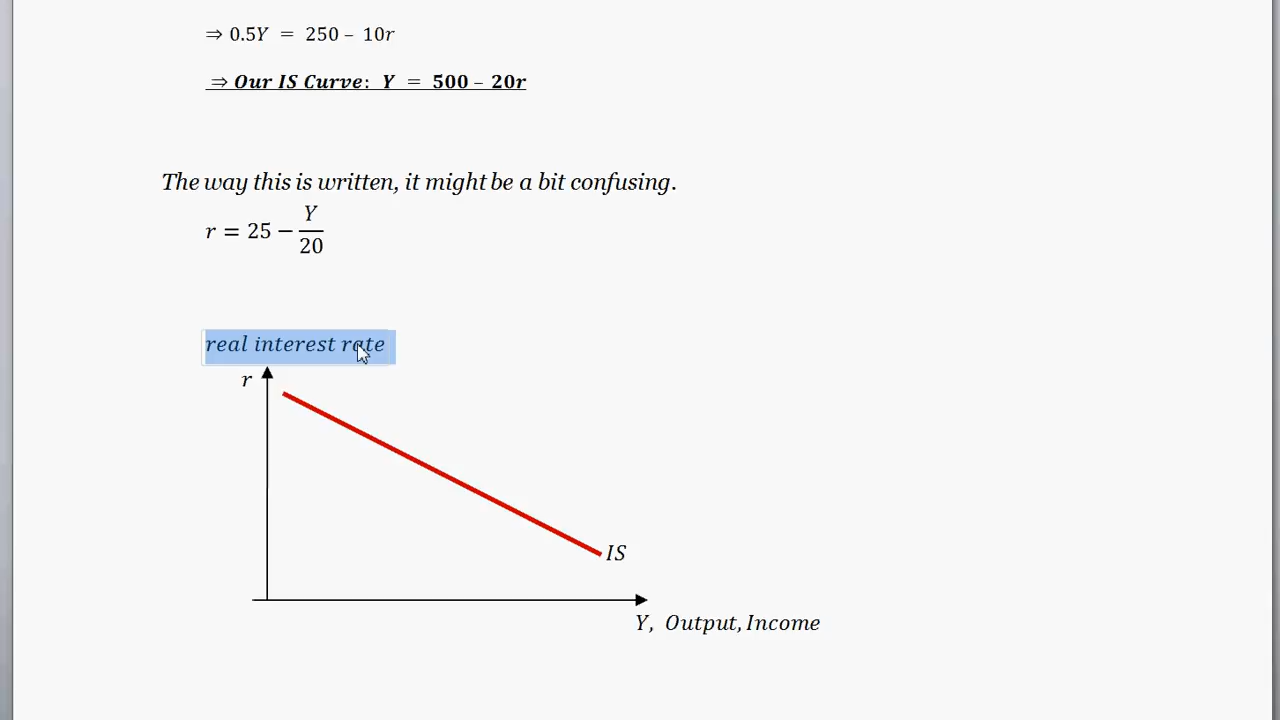 ⇒ 0.5Y = 250 – 10r
⇒ Our IS Curve: Y = 500 – 20r
The way this is written, it might be a bit confusing.
r = 25 − Y/20
real interest rate
r
IS
Y, Output, Income